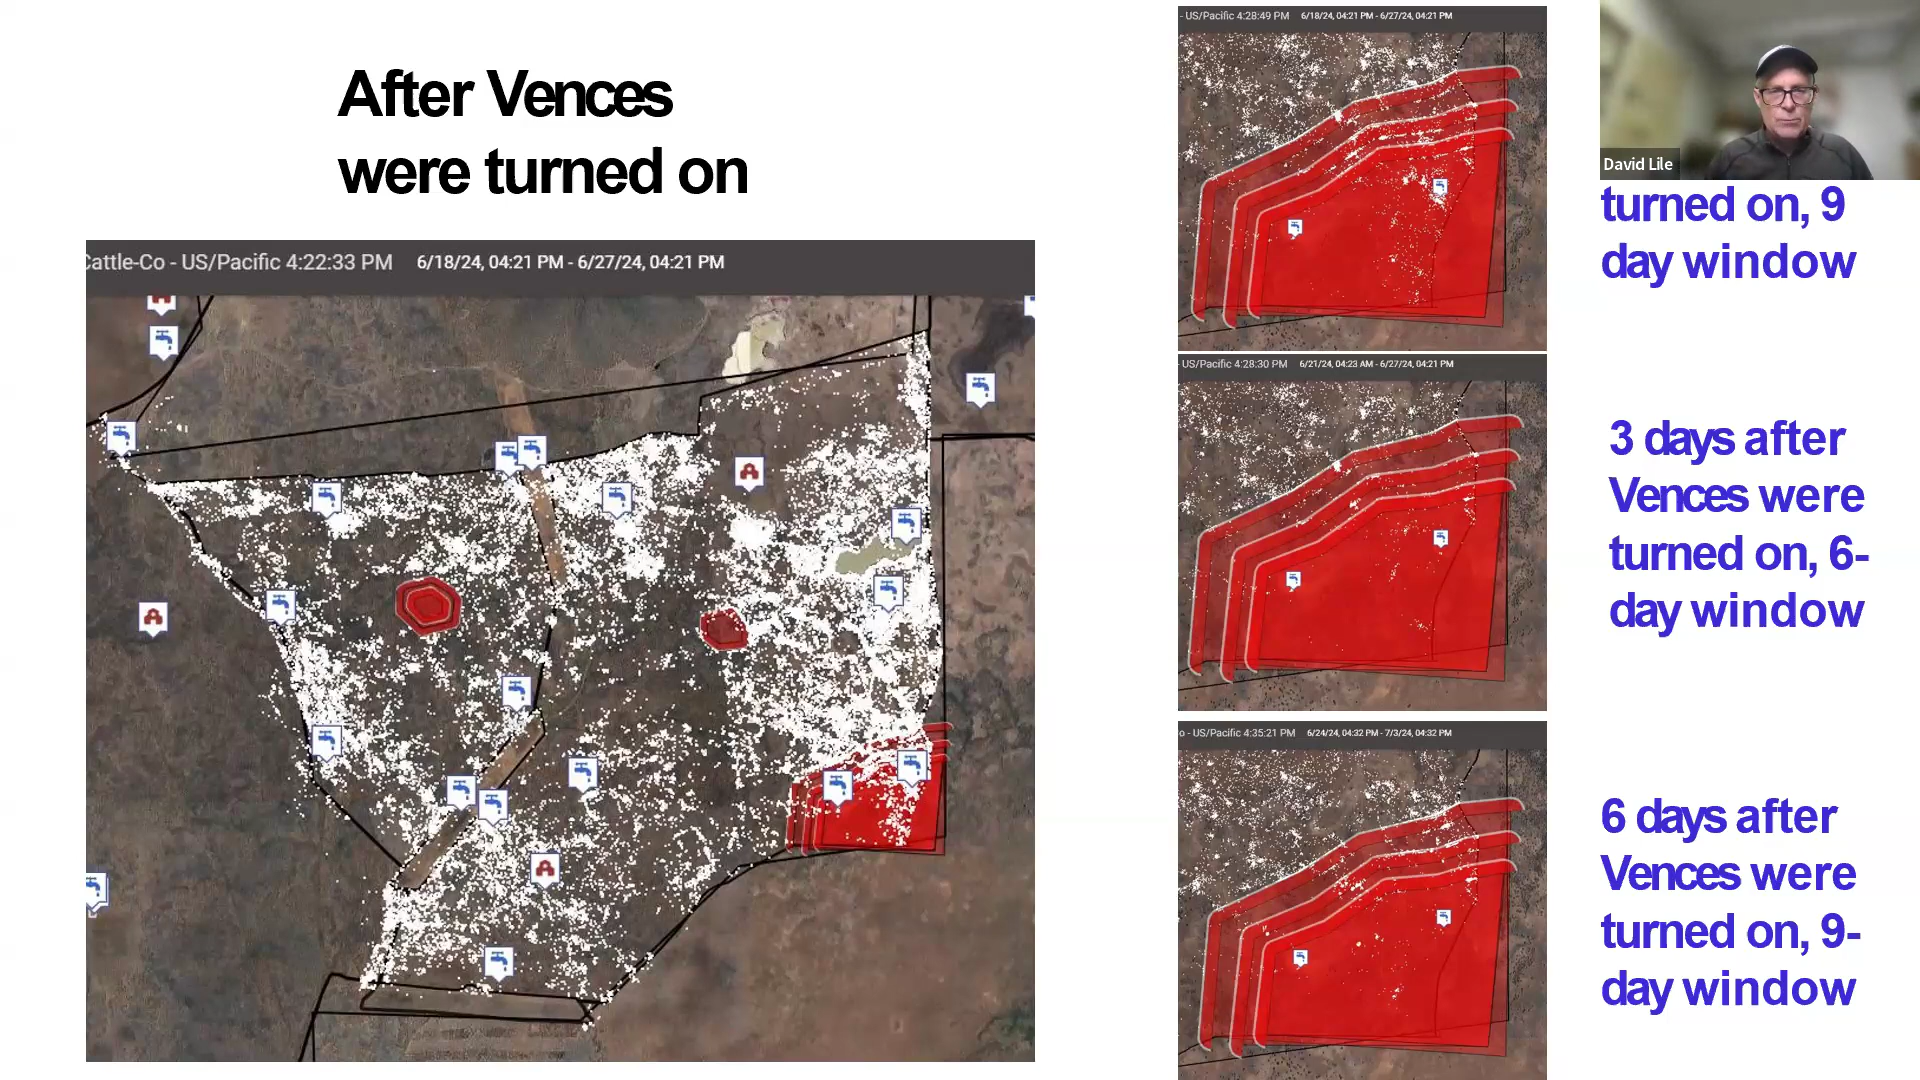 After Vences
were turned on
Cattle-Co - US/Pacific 4:22:33 PM 6/18/24, 04:21 PM - 6/27/24, 04:21 PM
- US/Pacific 4:28:49 PM 6/18/24, 04:21 PM - 6/27/24, 04:21 PM
David Lile
turned on, 9
day window
US/Pacific 4:28:30 PM 6/21/24, 04:23 AM - 6/27/24, 04:21 PM
3 days after
Vences were
turned on, 6-
day window
o - US/Pacific 4:35:21 PM 6/24/24, 04:32 PM - 7/3/24, 04:32 PM
6 days after
Vences were
turned on, 9-
day window